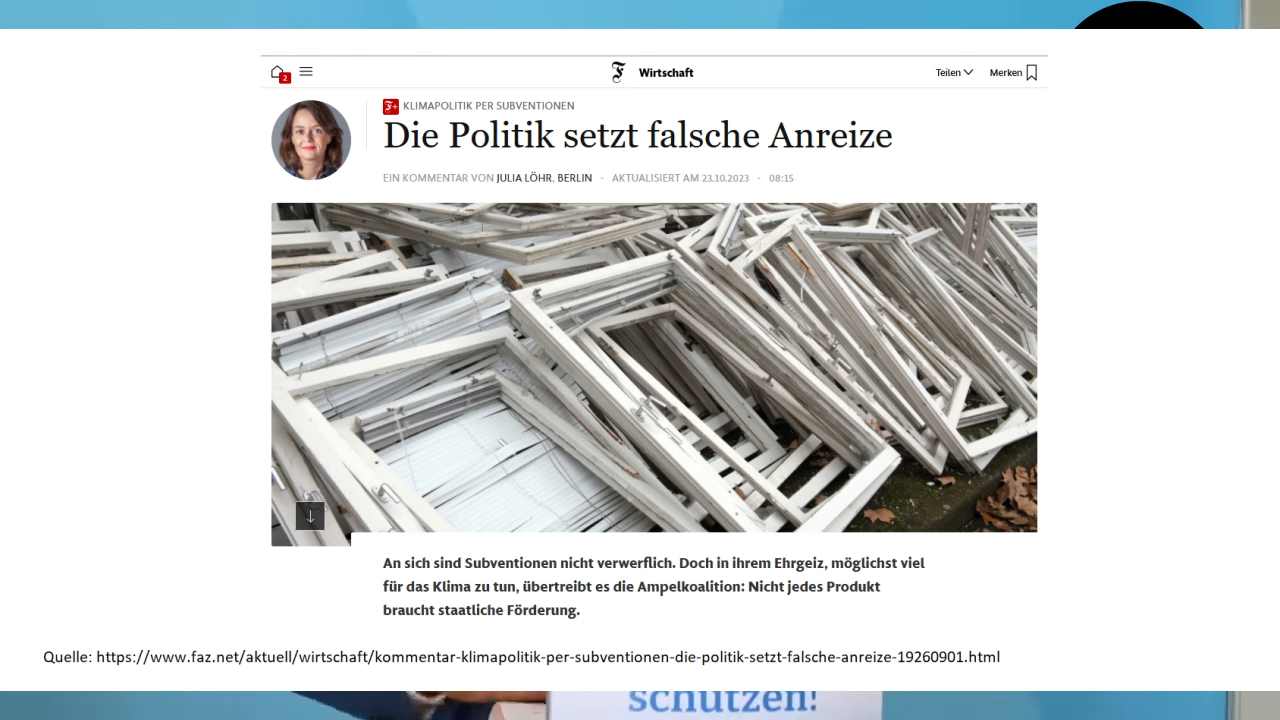 2
Wirtschaft
Teilen
Merken
F+ KLIMAPOLITIK PER SUBVENTIONEN
Die Politik setzt falsche Anreize
EIN KOMMENTAR VON JULIA LÖHR, BERLIN - AKTUALISIERT AM 23.10.2023 - 08:15
An sich sind Subventionen nicht verwerflich. Doch in ihrem Ehrgeiz, möglichst viel
für das Klima zu tun, übertreibt es die Ampelkoalition: Nicht jedes Produkt
braucht staatliche Förderung.
Quelle: https://www.faz.net/aktuell/wirtschaft/kommentar-klimapolitik-per-subventionen-die-politik-setzt-falsche-anreize-19260901.html
schützen!